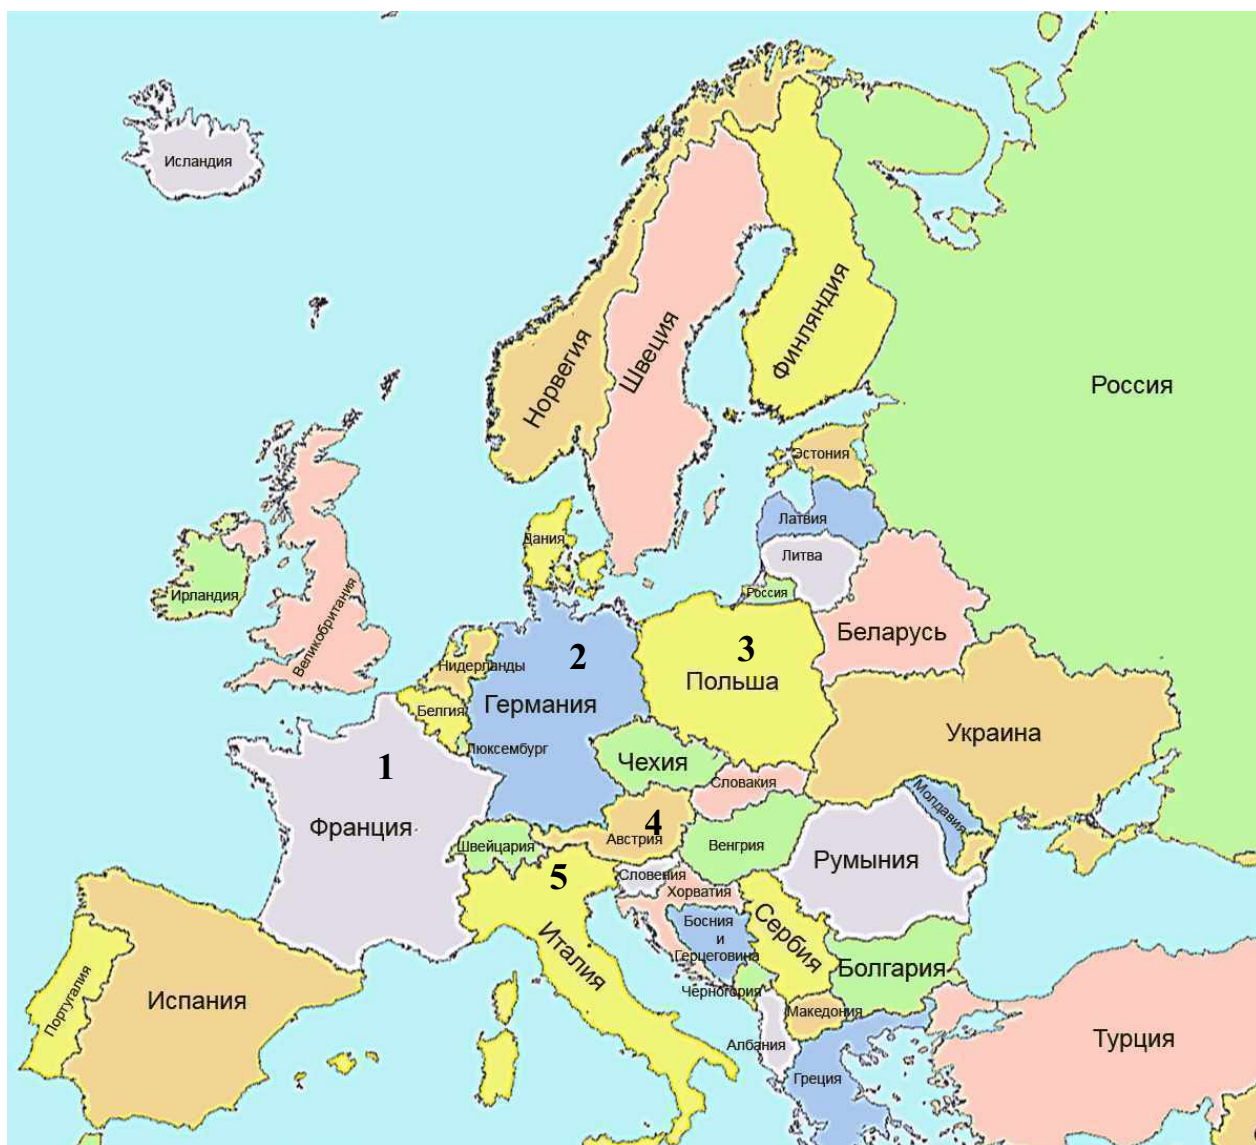 Исландия
Норвегия
Швеция
Финляндия
Россия
Эстония
Латвия
Литва
Россия
Дания
Ирландия
Великобритания
Беларусь
2
3
Нидерланды
Германия
Польша
Белгия
Люксембург
Чехия
Украина
1
Словакия
Молдавия
Франция
Швейцария
4
Австрия
Венгрия
Румыния
5
Словения
Хорватия
Италия
Босния
и
Герцеговина
Сербия
Болгария
Черногория
Португалия
Испания
Македония
Албания
Греция
Турция